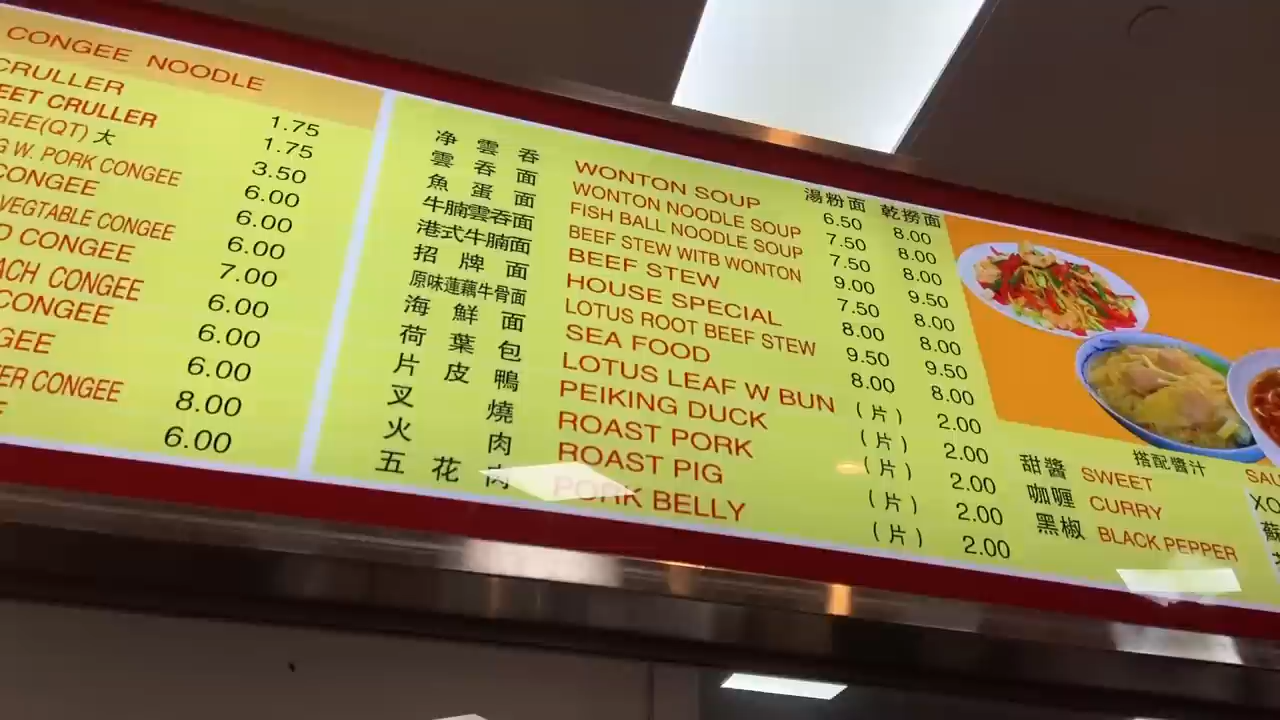 CONGEE NOODLE
CRULLER 1.75
EET CRULLER 1.75
GEE(QT) 大 3.50
G W. PORK CONGEE 6.00
CONGEE 6.00
VEGTABLE CONGEE 6.00
D CONGEE 7.00
ACH CONGEE 6.00
CONGEE 6.00
GEE 6.00
ER CONGEE 8.00
E 6.00
湯粉面 乾撈面
净雲吞 WONTON SOUP 6.50 8.00
雲吞面 WONTON NOODLE SOUP 7.50 8.00
魚蛋面 FISH BALL NOODLE SOUP 7.50 8.00
牛腩雲吞面 BEEF STEW WITB WONTON 9.00 9.50
港式牛腩面 BEEF STEW 7.50 8.00
招牌面 HOUSE SPECIAL 8.00 8.00
原味蓮藕牛骨面 LOTUS ROOT BEEF STEW 9.50 9.50
海鮮面 SEA FOOD 8.00 8.00
荷葉包 LOTUS LEAF W BUN (片) 2.00
片皮鴨 PEIKING DUCK (片) 2.00
叉燒 ROAST PORK (片) 2.00
火肉 ROAST PIG (片) 2.00
五花肉 PORK BELLY (片) 2.00
搭配醬汁 SAU
甜醬 SWEET XO
咖喱 CURRY 蘇
黑椒 BLACK PEPPER